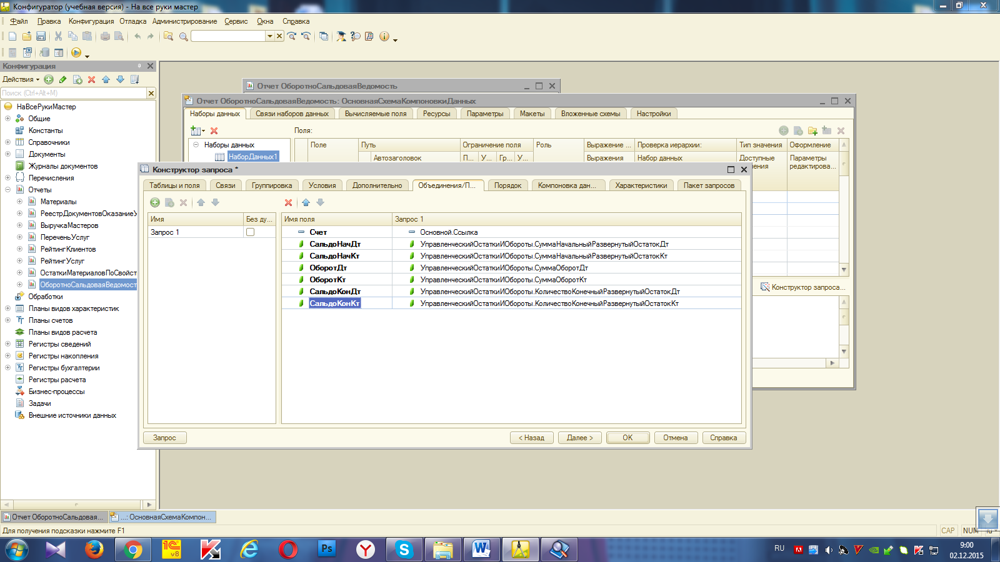 Конфигуратор (учебная версия) - На все руки мастер
Файл Правка Конфигурация Отладка Администрирование Сервис Окна Справка
Конфигурация
Действия
Поиск (Ctrl+Alt+M)
НаВсеРукиМастер
Общие
Константы
Справочники
Документы
Журналы документов
Перечисления
Отчеты
Материалы
РеестрДокументовОказаниеУ
ВыручкаМастеров
ПереченьУслуг
РейтингКлиентов
РейтингУслуг
ОстаткиМатериаловПоСвойст
ОборотноСальдоваяВедомост
Обработки
Планы видов характеристик
Планы счетов
Планы видов расчета
Регистры сведений
Регистры накопления
Регистры бухгалтерии
Регистры расчета
Бизнес-процессы
Задачи
Внешние источники данных
Отчет ОборотноСальдоваяВедомость
Отчет ОборотноСальдоваяВедомость: ОсновнаяСхемаКомпоновкиДанных
Наборы данных Связи наборов данных Вычисляемые поля Ресурсы Параметры Макеты Вложенные схемы Настройки
Поля:
Наборы данных
НаборДанных1
Поле Путь Ограничение поля Роль Выражение ... Проверка иерархии: Тип значения Оформление
Автозаголовок П... У... Гр... У... Выражения Набор данных Доступные Параметры
редактирова...
Конструктор запроса...
Конструктор запроса *
Таблицы и поля Связи Группировка Условия Дополнительно Объединения/П... Порядок Компоновка дан... Характеристики Пакет запросов
Имя Без ду...
Запрос 1
Имя поля Запрос 1
Счет Основной.Ссылка
СальдоНачДт УправленческийОстаткиИОбороты.СуммаНачальныйРазвернутыйОстатокДт
СальдоНачКт УправленческийОстаткиИОбороты.СуммаНачальныйРазвернутыйОстатокКт
ОборотДт УправленческийОстаткиИОбороты.СуммаОборотДт
ОборотКт УправленческийОстаткиИОбороты.СуммаОборотКт
СальдоКонДт УправленческийОстаткиИОбороты.КоличествоКонечныйРазвернутыйОстатокДт
СальдоКонКт УправленческийОстаткиИОбороты.КоличествоКонечныйРазвернутыйОстатокКт
Запрос < Назад Далее > OK Отмена Справка
Отчет ОборотноСальдовая... ...: ОсновнаяСхемаКомпон...
Для получения подсказки нажмите F1
CAP NUM
1С v8
Ps
RU
9:00
02.12.2015